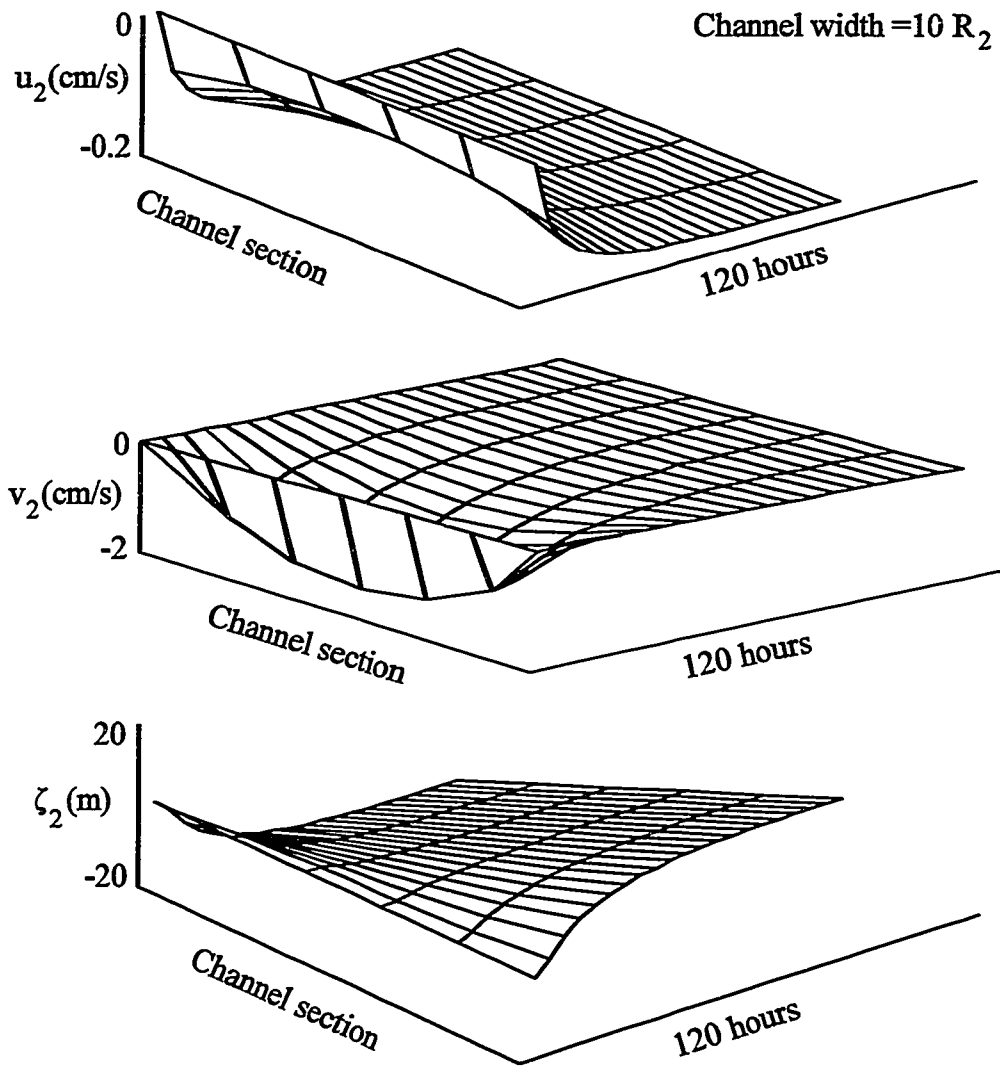 Channel width =10 R2
0
u2(cm/s)
-0.2
Channel section
120 hours
0
v2(cm/s)
-2
Channel section
120 hours
20
ζ2(m)
-20
Channel section
120 hours